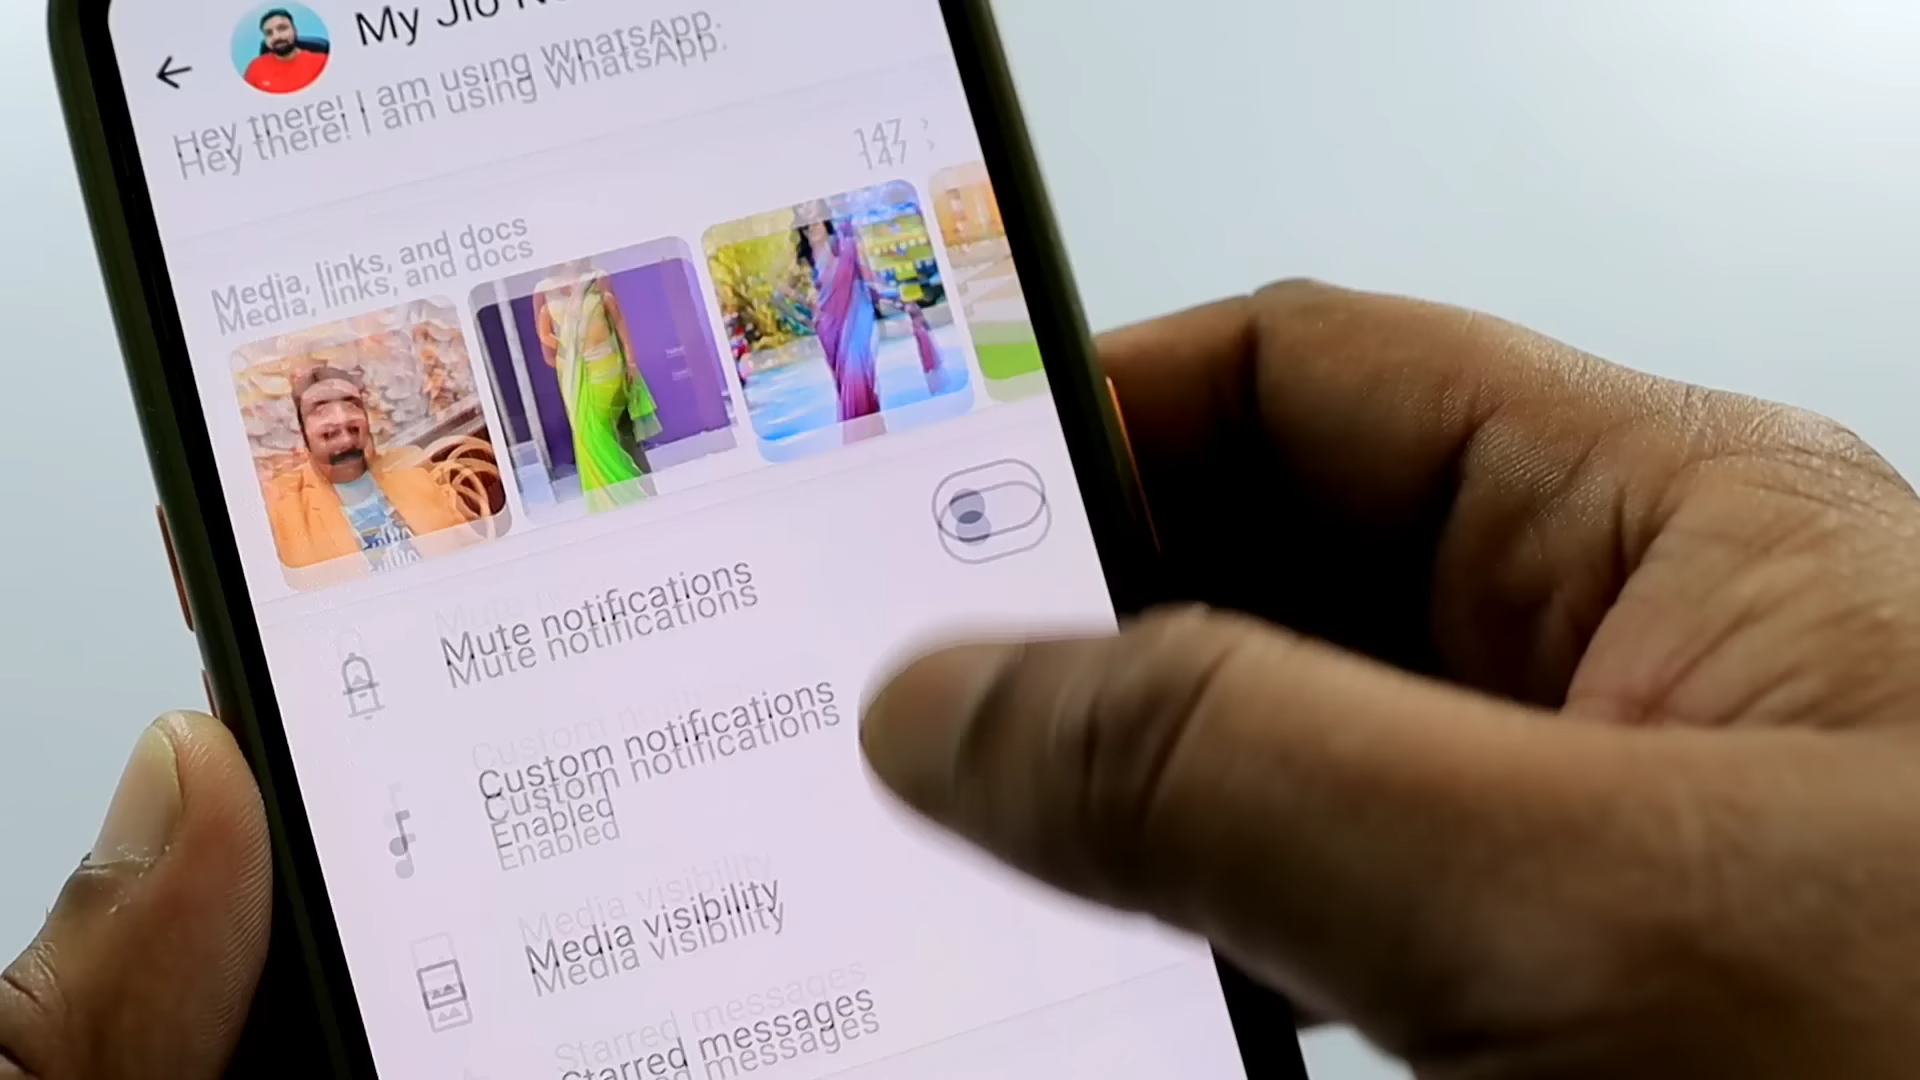 My Jio
Hey there! I am using WhatsApp.
147
Media, links, and docs
Mute notifications
Custom notifications
Enabled
Media visibility
Starred messages